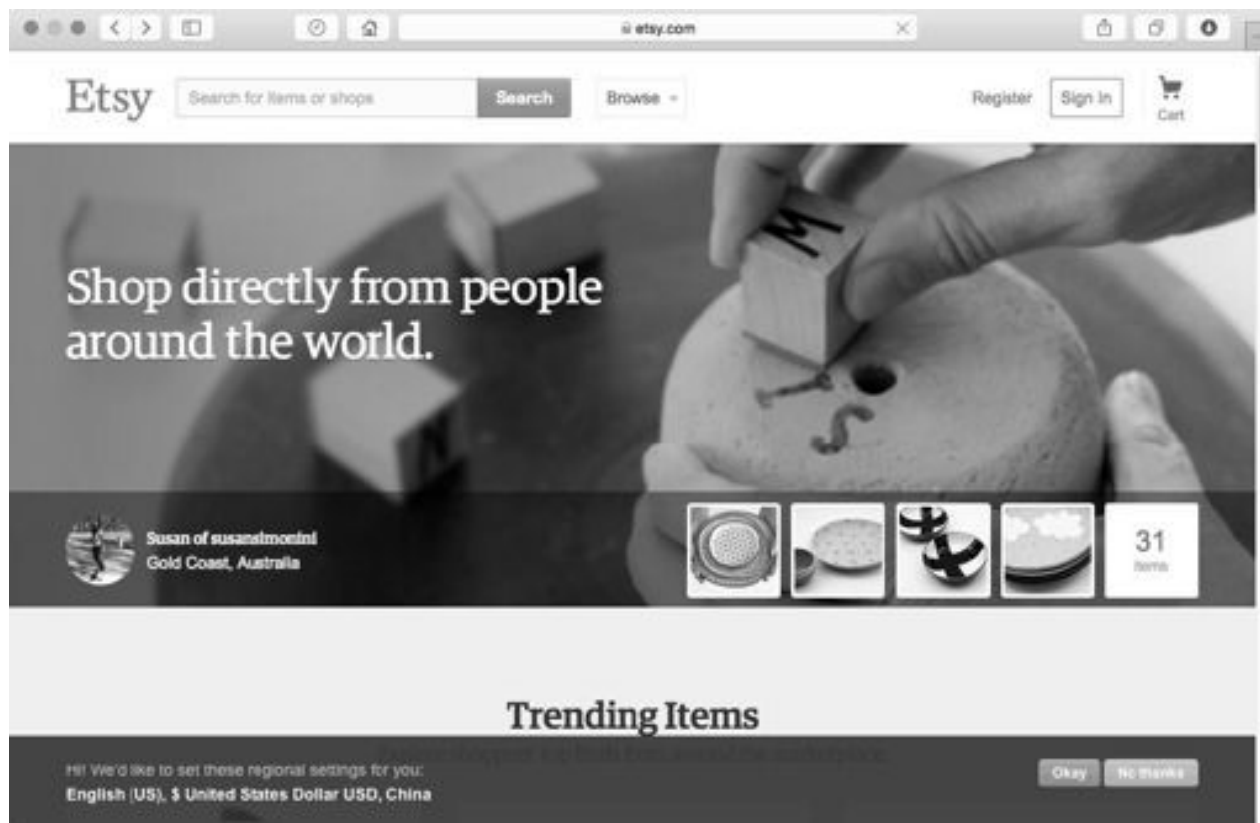 etsy.com
Etsy
Search for items or shops
Search
Browse
Register
Sign In
Cart
M
Shop directly from people
around the world.
S
Susan of susansimonini
Gold Coast, Australia
31
items
Trending Items
Hi! We'd like to set these regional settings for you:
English (US), $ United States Dollar USD, China
Okay
No thanks